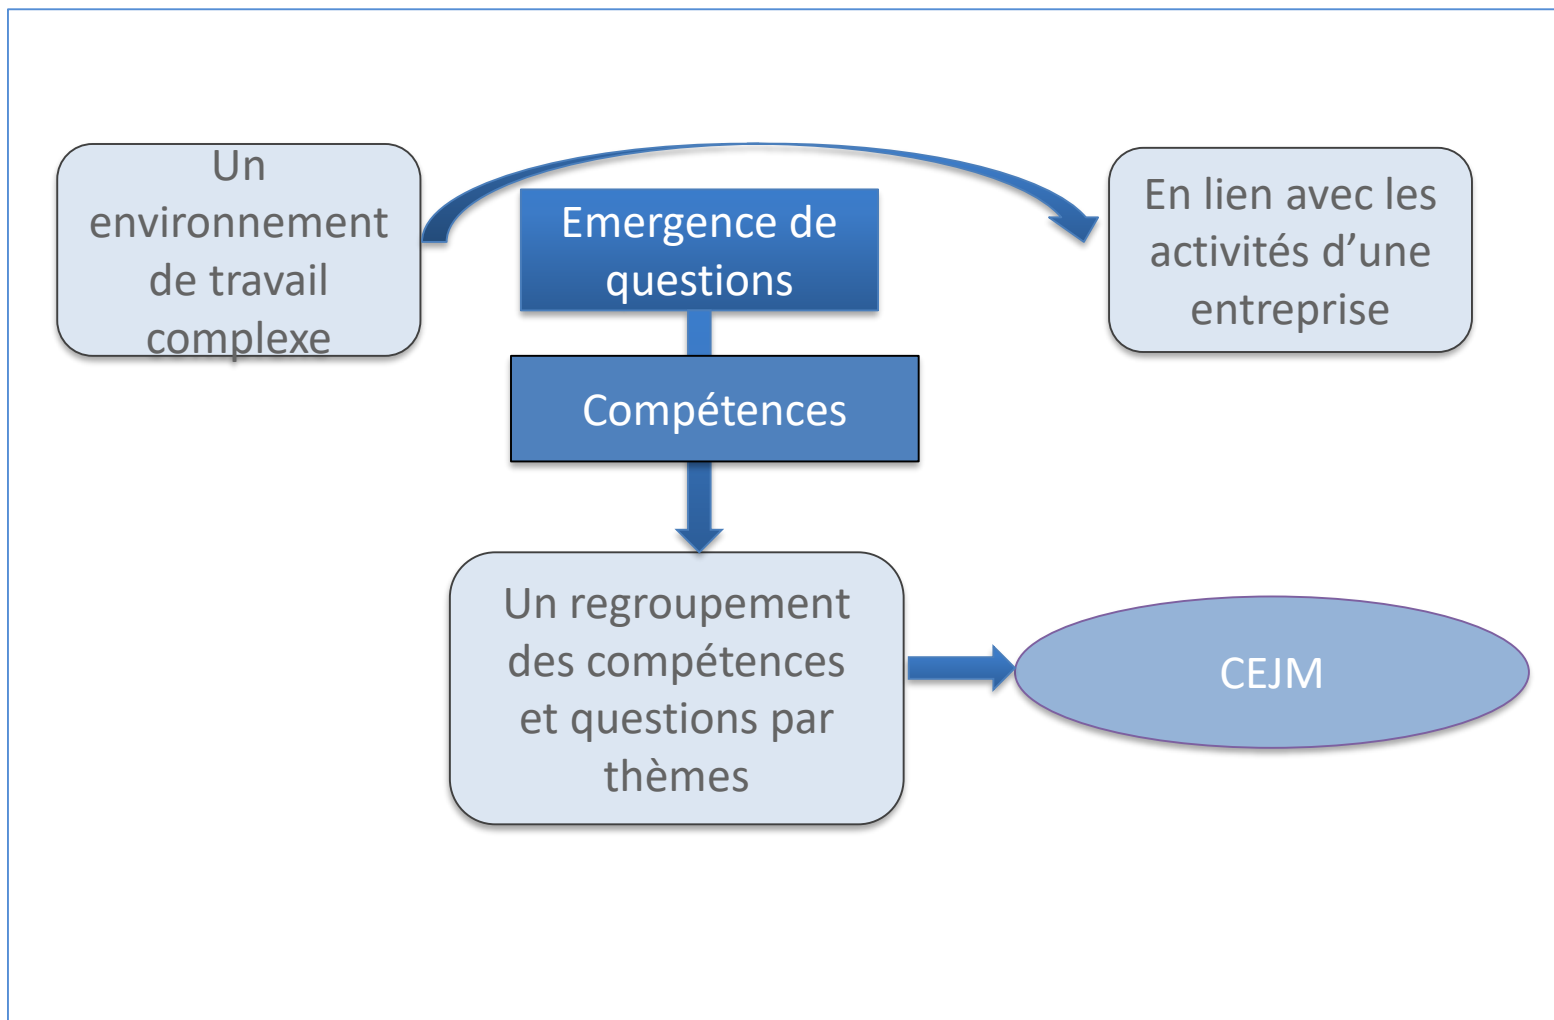 Un
environnement
de travail
complexe
Emergence de
questions
En lien avec les
activités d’une
entreprise
Compétences
Un regroupement
des compétences
et questions par
thèmes
CEJM